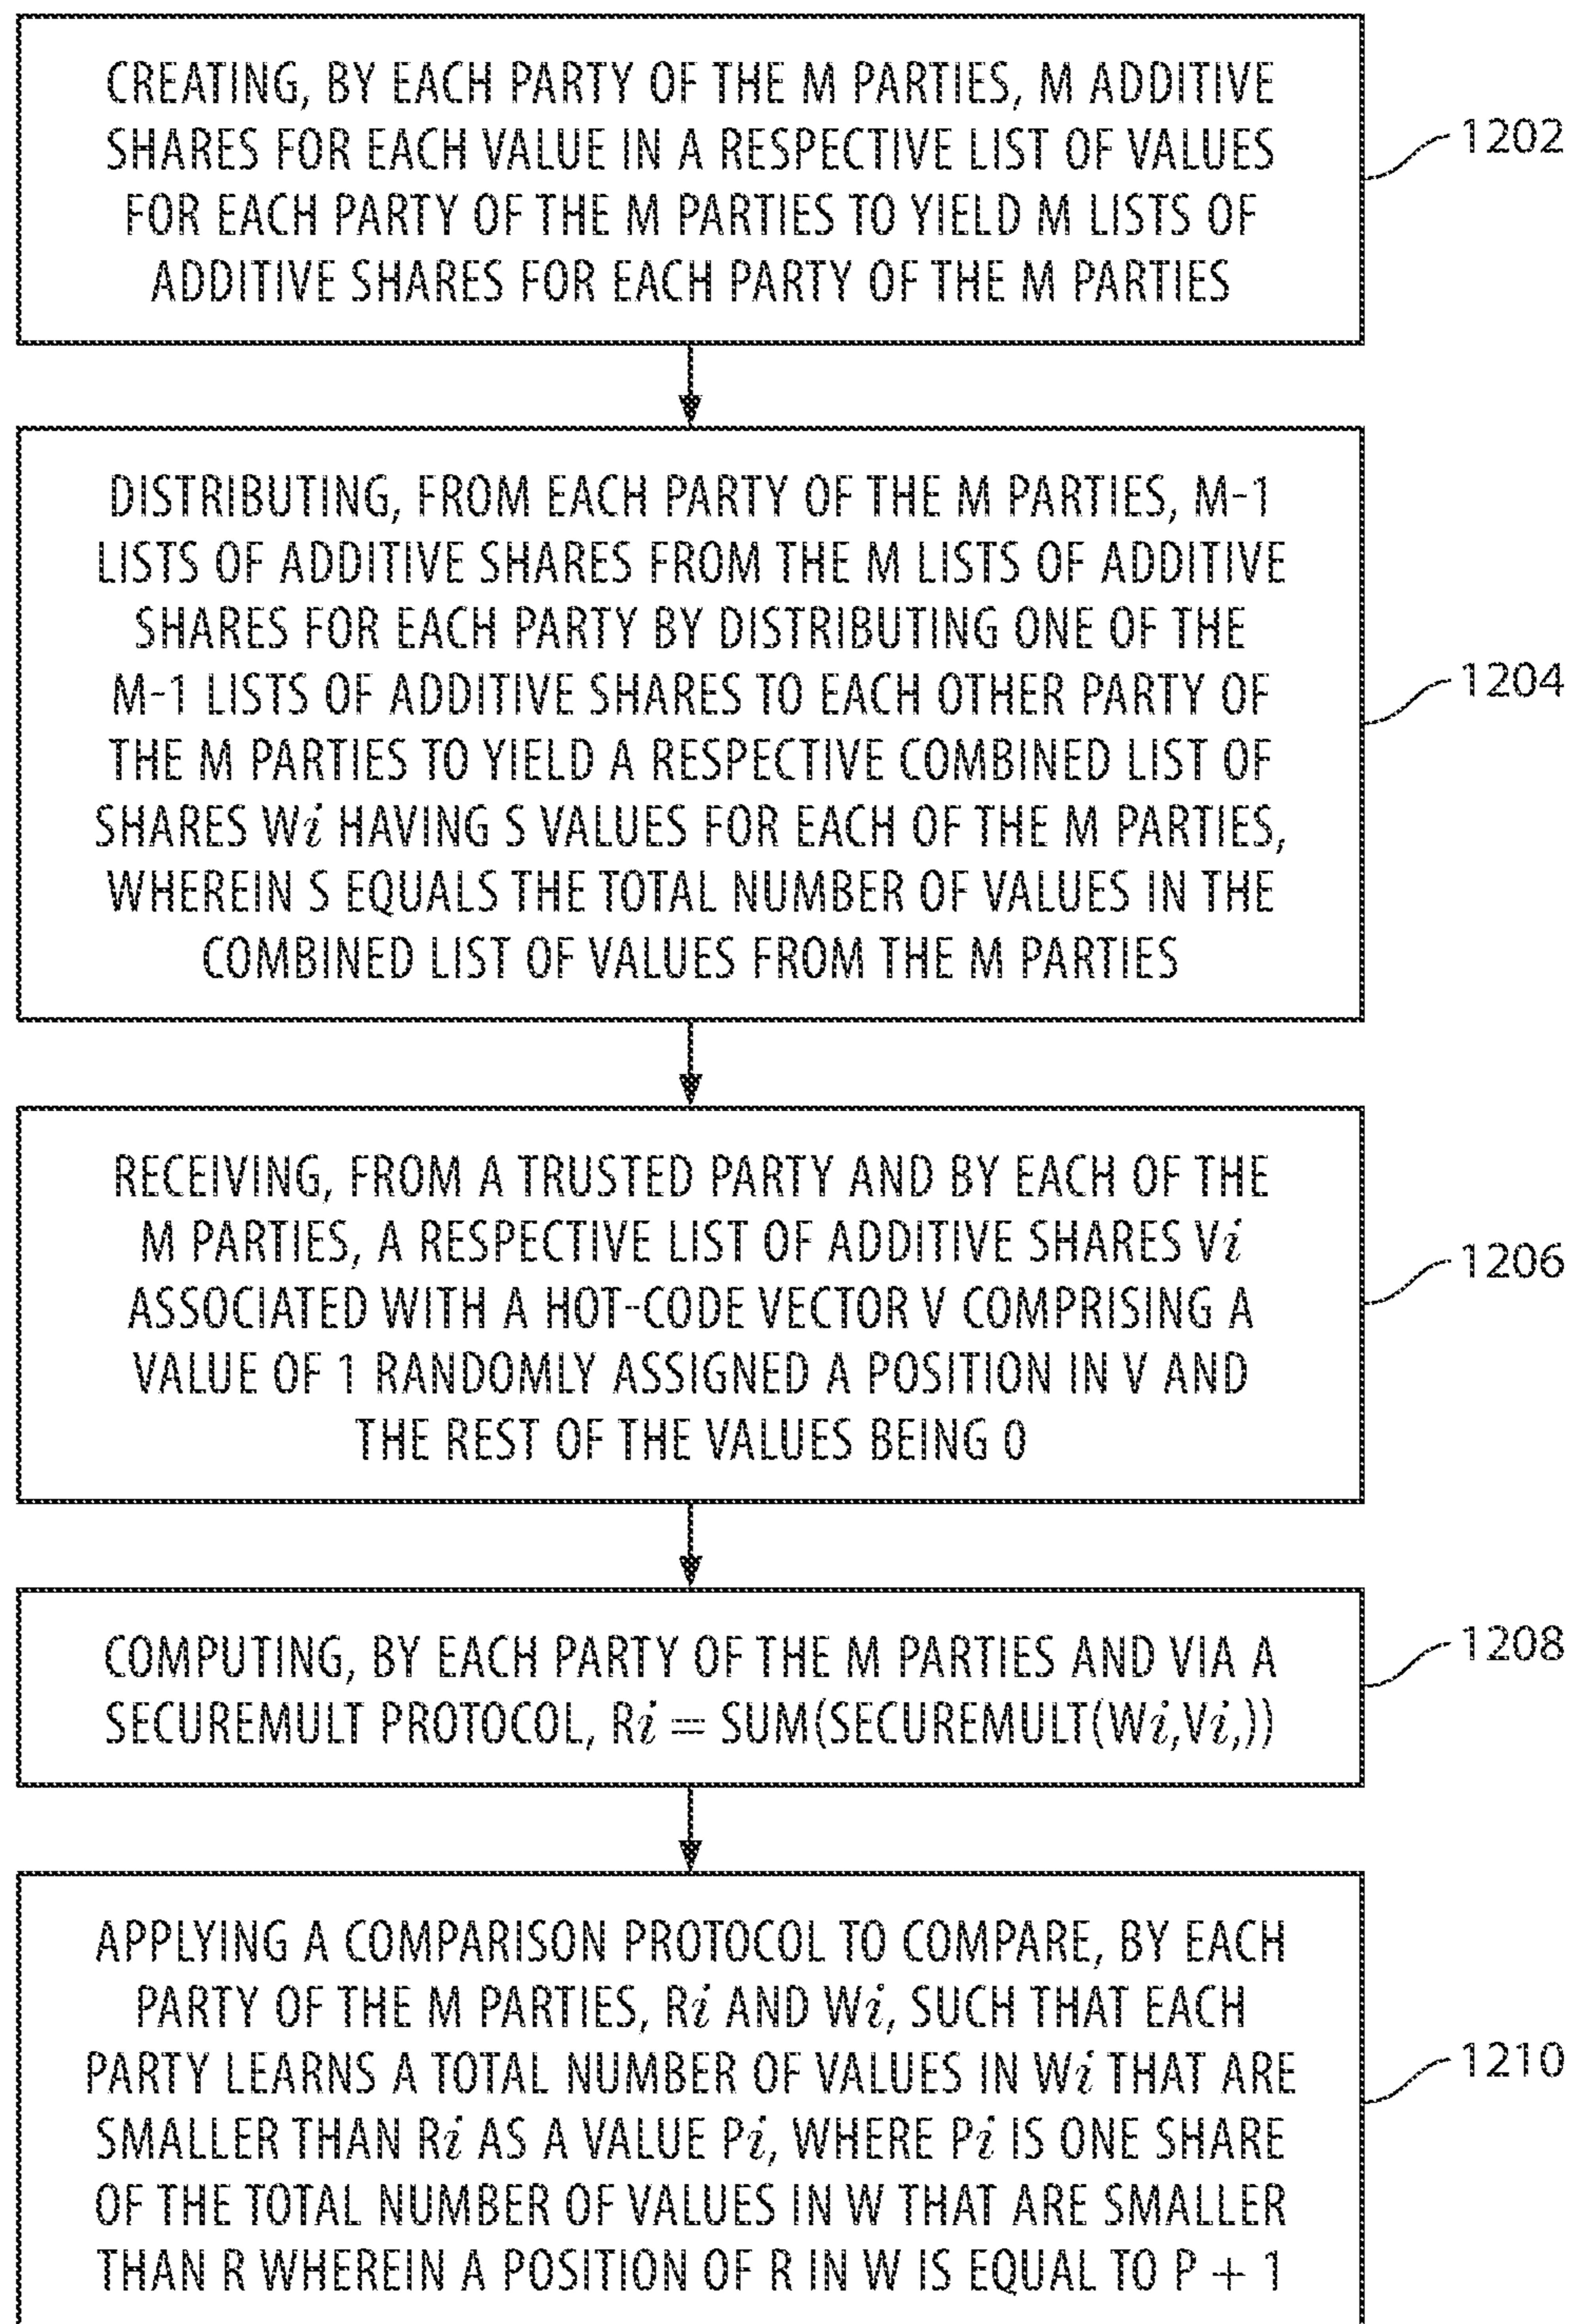 CREATING, BY EACH PARTY OF THE M PARTIES, M ADDITIVE
SHARES FOR EACH VALUE IN A RESPECTIVE LIST OF VALUES
FOR EACH PARTY OF THE M PARTIES TO YIELD M LISTS OF
ADDITIVE SHARES FOR EACH PARTY OF THE M PARTIES
1202
DISTRIBUTING, FROM EACH PARTY OF THE M PARTIES, M-1
LISTS OF ADDITIVE SHARES FROM THE M LISTS OF ADDITIVE
SHARES FOR EACH PARTY BY DISTRIBUTING ONE OF THE
M-1 LISTS OF ADDITIVE SHARES TO EACH OTHER PARTY OF
THE M PARTIES TO YIELD A RESPECTIVE COMBINED LIST OF
SHARES Wi HAVING S VALUES FOR EACH OF THE M PARTIES,
WHEREIN S EQUALS THE TOTAL NUMBER OF VALUES IN THE
COMBINED LIST OF VALUES FROM THE M PARTIES
1204
RECEIVING, FROM A TRUSTED PARTY AND BY EACH OF THE
M PARTIES, A RESPECTIVE LIST OF ADDITIVE SHARES Vi
ASSOCIATED WITH A HOT-CODE VECTOR V COMPRISING A
VALUE OF 1 RANDOMLY ASSIGNED A POSITION IN V AND
THE REST OF THE VALUES BEING 0
1206
COMPUTING, BY EACH PARTY OF THE M PARTIES AND VIA A
SECUREMULT PROTOCOL, Ri = SUM(SECUREMULT(Wi,Vi,))
1208
APPLYING A COMPARISON PROTOCOL TO COMPARE, BY EACH
PARTY OF THE M PARTIES, Ri AND Wi, SUCH THAT EACH
PARTY LEARNS A TOTAL NUMBER OF VALUES IN Wi THAT ARE
SMALLER THAN Ri AS A VALUE Pi, WHERE Pi IS ONE SHARE
OF THE TOTAL NUMBER OF VALUES IN W THAT ARE SMALLER
THAN R WHEREIN A POSITION OF R IN W IS EQUAL TO P + 1
1210